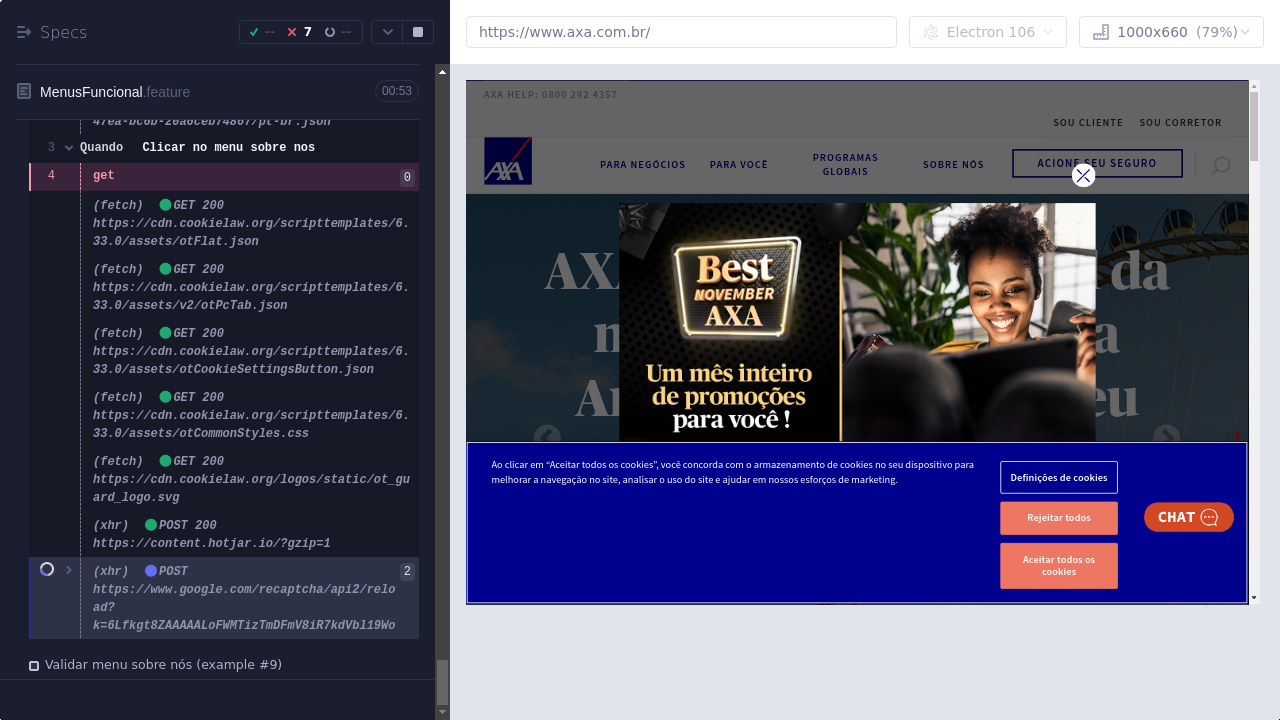 Specs
-- 7 --
https://www.axa.com.br/
Electron 106
1000x660 (79%)
MenusFuncional.feature
00:53
47ea-bc6b-20a6ceb74867/pt-br.json
3 Quando Clicar no menu sobre nos
4 get 0
(fetch) GET 200
https://cdn.cookielaw.org/scripttemplates/6.
33.0/assets/otFlat.json
(fetch) GET 200
https://cdn.cookielaw.org/scripttemplates/6.
33.0/assets/v2/otPcTab.json
(fetch) GET 200
https://cdn.cookielaw.org/scripttemplates/6.
33.0/assets/otCookieSettingsButton.json
(fetch) GET 200
https://cdn.cookielaw.org/scripttemplates/6.
33.0/assets/otCommonStyles.css
(fetch) GET 200
https://cdn.cookielaw.org/logos/static/ot_gu
ard_logo.svg
(xhr) POST 200
https://content.hotjar.io/?gzip=1
(xhr) POST 2
https://www.google.com/recaptcha/api2/relo
ad?
k=6Lfkgt8ZAAAAALoFWMTizTmDFmV8iR7kdVbl19Wo
Validar menu sobre nós (example #9)
AXA HELP: 0800 292 4357
SOU CLIENTE SOU CORRETOR
AXA
PARA NEGÓCIOS
PARA VOCÊ
PROGRAMAS
GLOBAIS
SOBRE NÓS
ACIONE SEU SEGURO
AX
da
Best
NOVEMBER
AXA
Um mês inteiro
de promoções
para você !
Ao clicar em “Aceitar todos os cookies”, você concorda com o armazenamento de cookies no seu dispositivo para
melhorar a navegação no site, analisar o uso do site e ajudar em nossos esforços de marketing.
Definições de cookies
Rejeitar todos
Aceitar todos os
cookies
CHAT